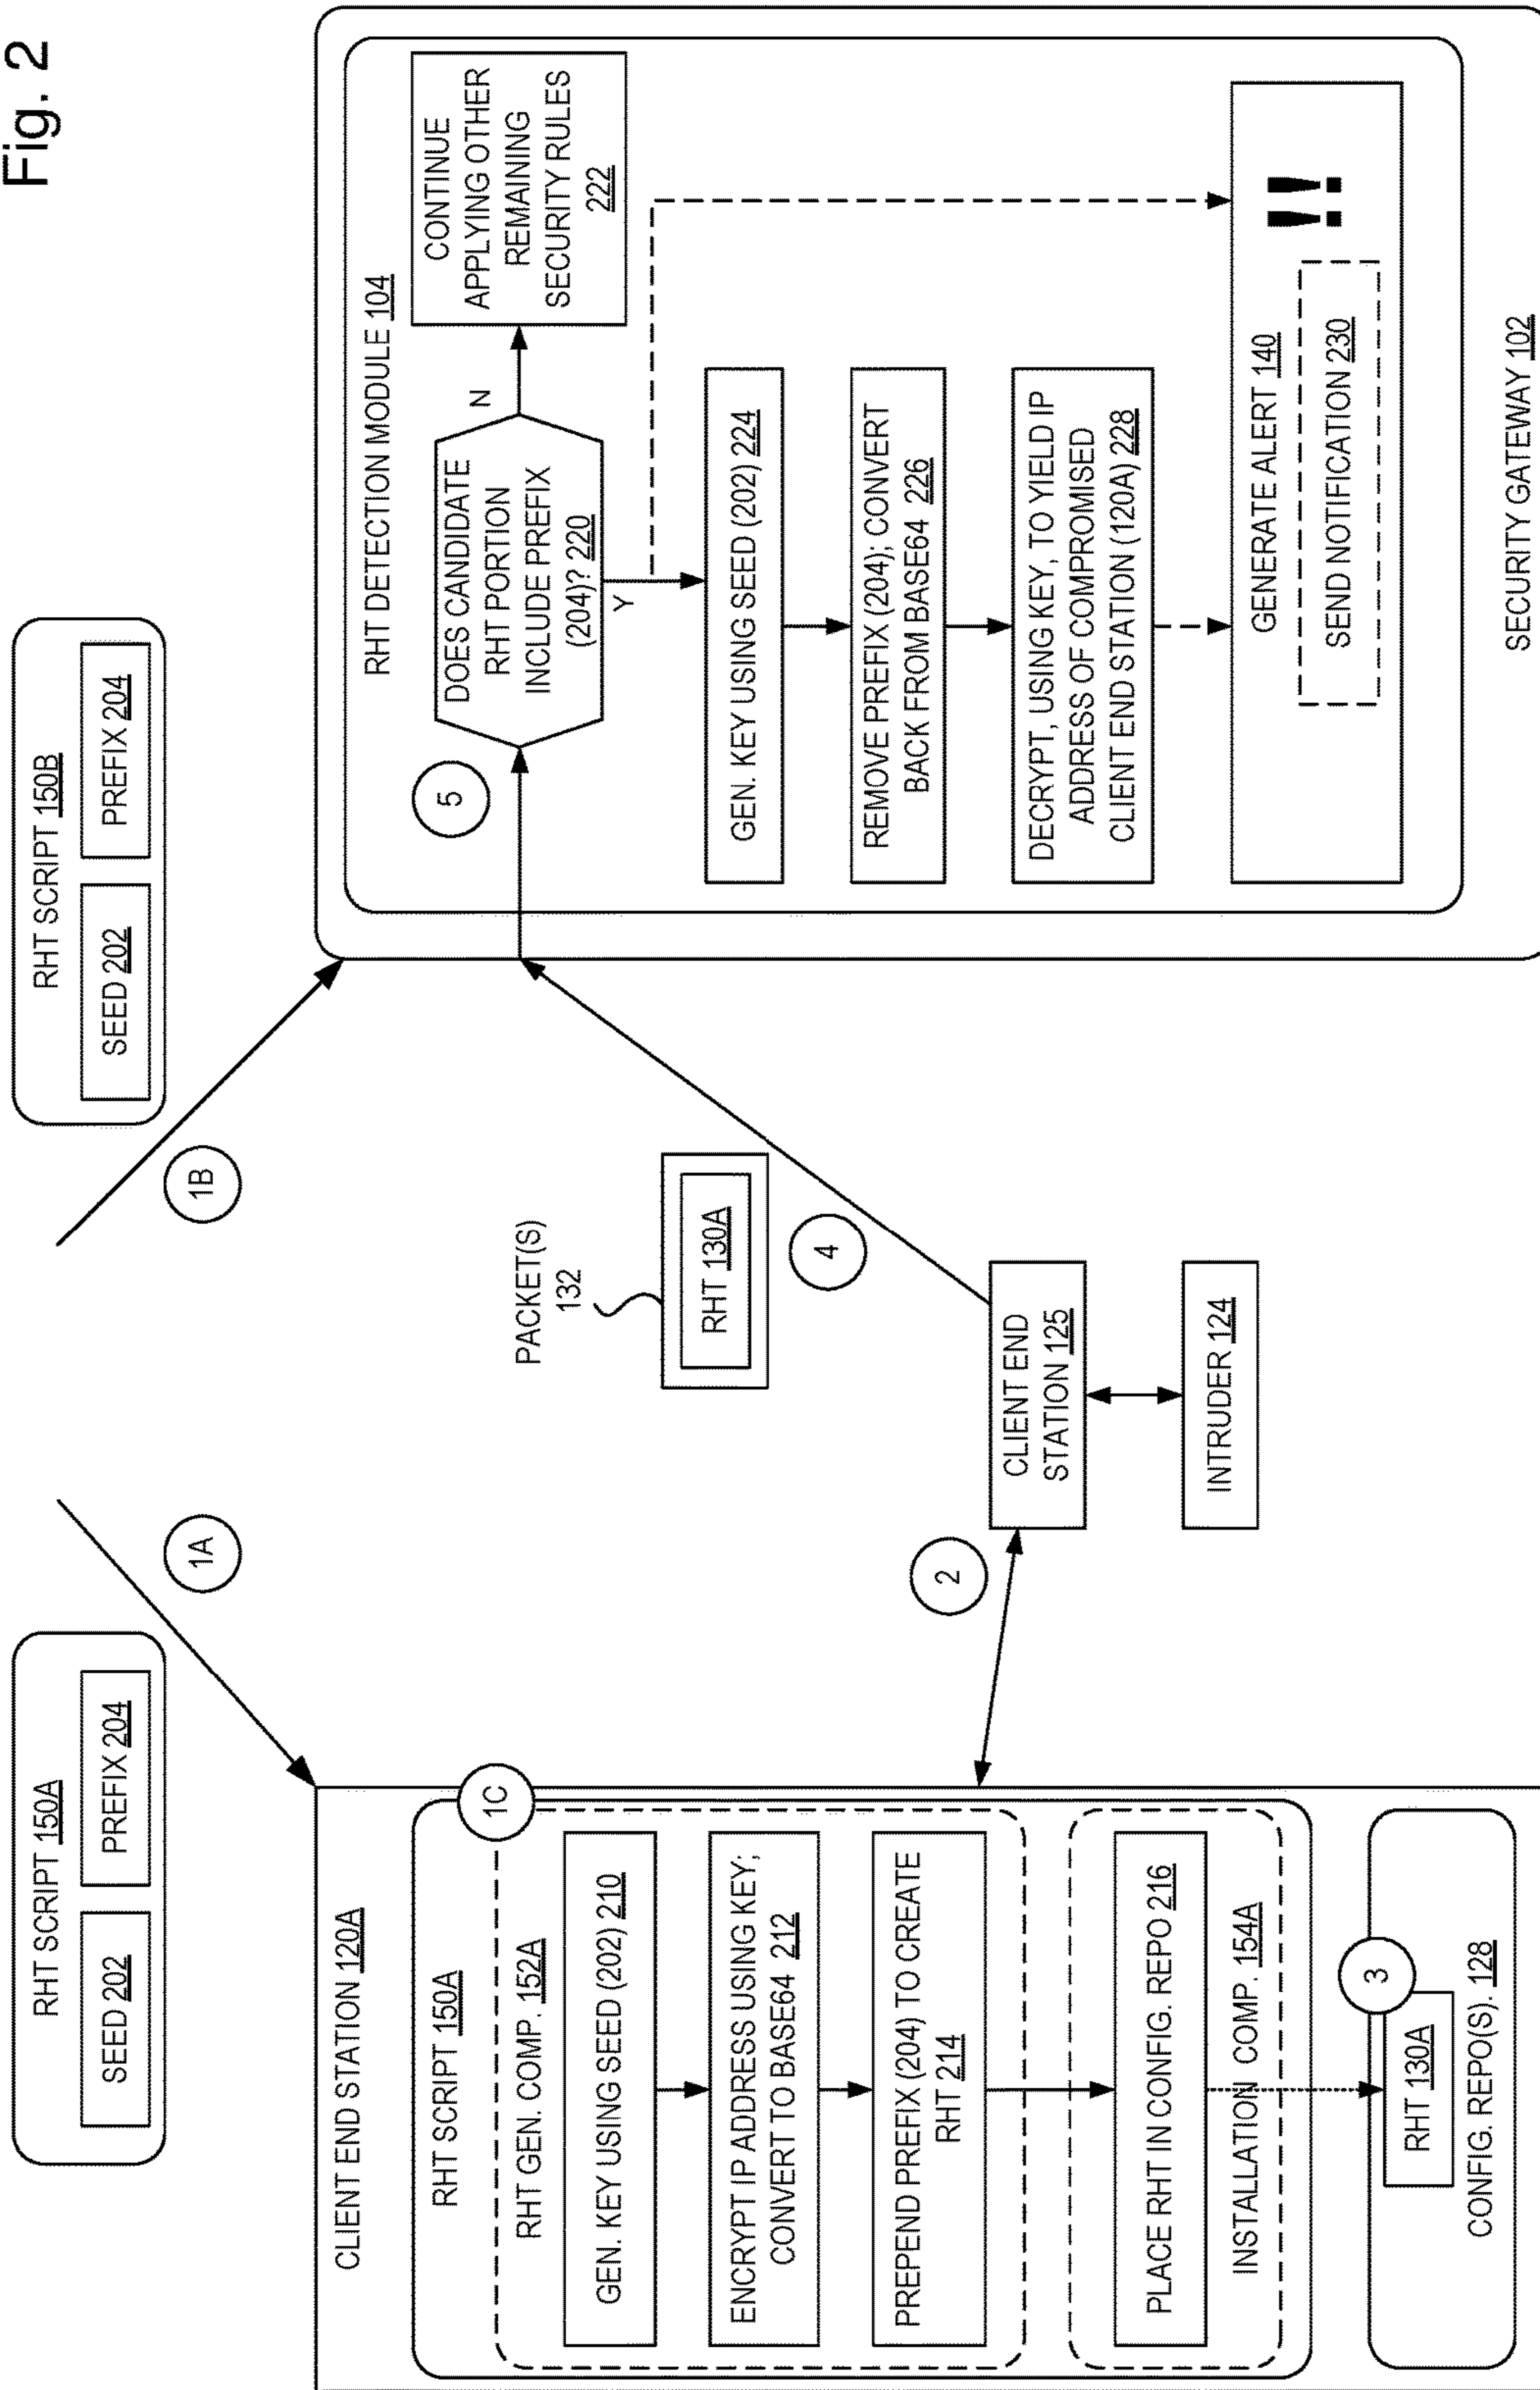 Fig. 2
RHT SCRIPT 150A
SEED 202
PREFIX 204
1A
RHT SCRIPT 150B
SEED 202
PREFIX 204
1B
CLIENT END STATION 120A
RHT SCRIPT 150A
1C
RHT GEN. COMP. 152A
GEN. KEY USING SEED (202) 210
ENCRYPT IP ADDRESS USING KEY;
CONVERT TO BASE64 212
PREPEND PREFIX (204) TO CREATE
RHT 214
PLACE RHT IN CONFIG. REPO 216
INSTALLATION COMP. 154A
3
RHT 130A
CONFIG. REPO(S). 128
2
CLIENT END
STATION 125
INTRUDER 124
PACKET(S)
132
RHT 130A
4
5
RHT DETECTION MODULE 104
DOES CANDIDATE
RHT PORTION
INCLUDE PREFIX
(204)? 220
N
CONTINUE
APPLYING OTHER
REMAINING
SECURITY RULES
222
Y
GEN. KEY USING SEED (202) 224
REMOVE PREFIX (204); CONVERT
BACK FROM BASE64 226
DECRYPT, USING KEY, TO YIELD IP
ADDRESS OF COMPROMISED
CLIENT END STATION (120A) 228
GENERATE ALERT 140
!!
SEND NOTIFICATION 230
SECURITY GATEWAY 102